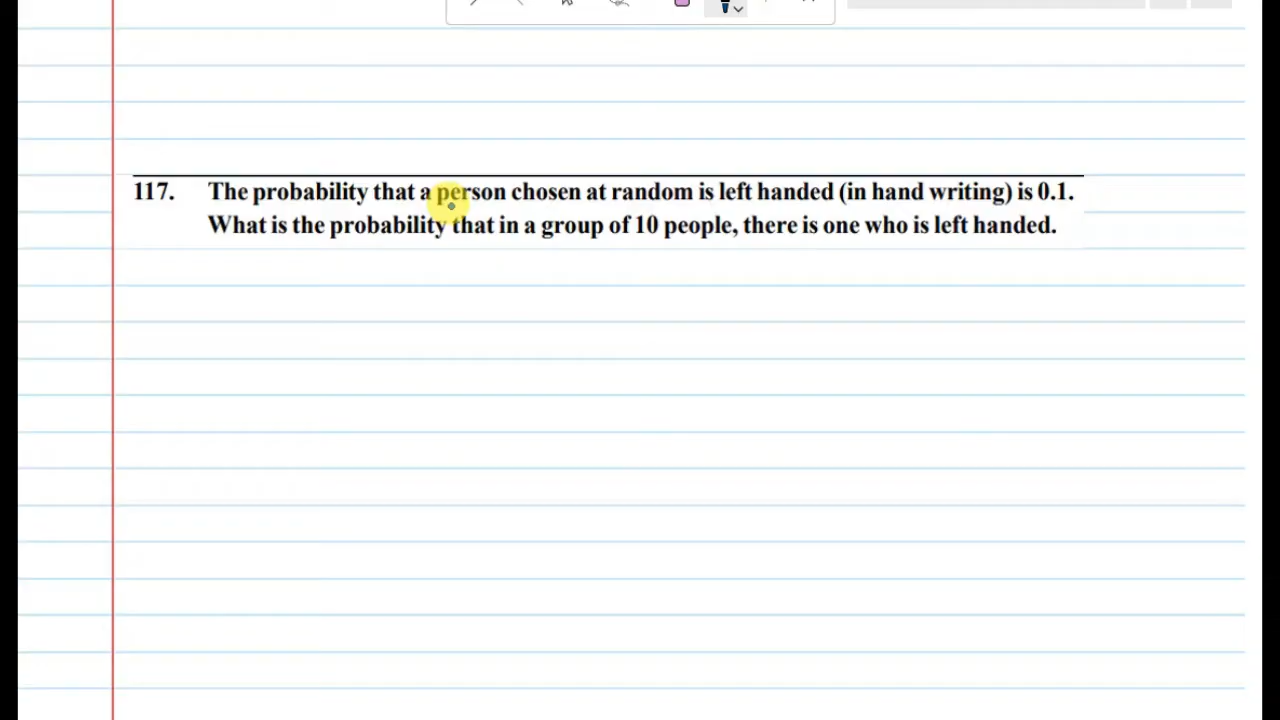 117. The probability that a person chosen at random is left handed (in hand writing) is 0.1.
What is the probability that in a group of 10 people, there is one who is left handed.